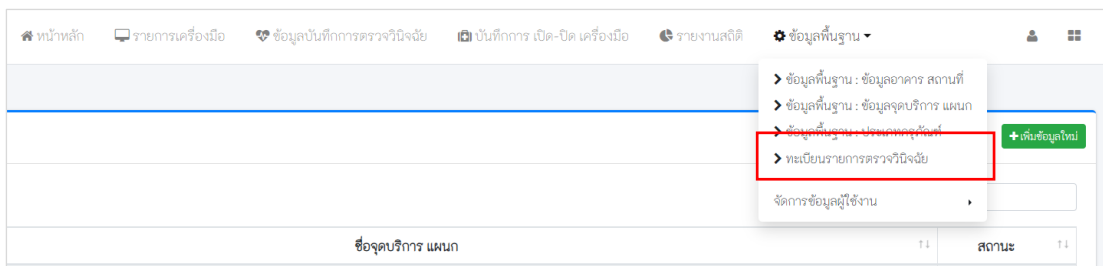 หน้าหลัก รายการเครื่องมือ ข้อมูลบันทึกการตรวจวินิจฉัย บันทึกการ เปิด-ปิด เครื่องมือ รายงานสถิติ ข้อมูลพื้นฐาน
ข้อมูลพื้นฐาน : ข้อมูลอาคาร สถานที่
ข้อมูลพื้นฐาน : ข้อมูลจุดบริการ แผนก
ข้อมูลพื้นฐาน : ประเภทครุภัณฑ์
+เพิ่มข้อมูลใหม่
ทะเบียนรายการตรวจวินิจฉัย
จัดการข้อมูลผู้ใช้งาน
ชื่อจุดบริการ แผนก สถานะ